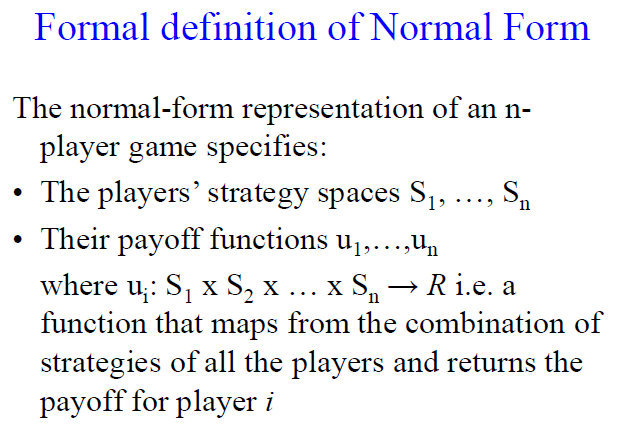 Formal definition of Normal Form
The normal-form representation of an n-
player game specifies:
• The players’ strategy spaces S₁, …, Sₙ
• Their payoff functions u₁,…,uₙ
where uᵢ: S₁ x S₂ x … x Sₙ → R i.e. a
function that maps from the combination of
strategies of all the players and returns the
payoff for player i